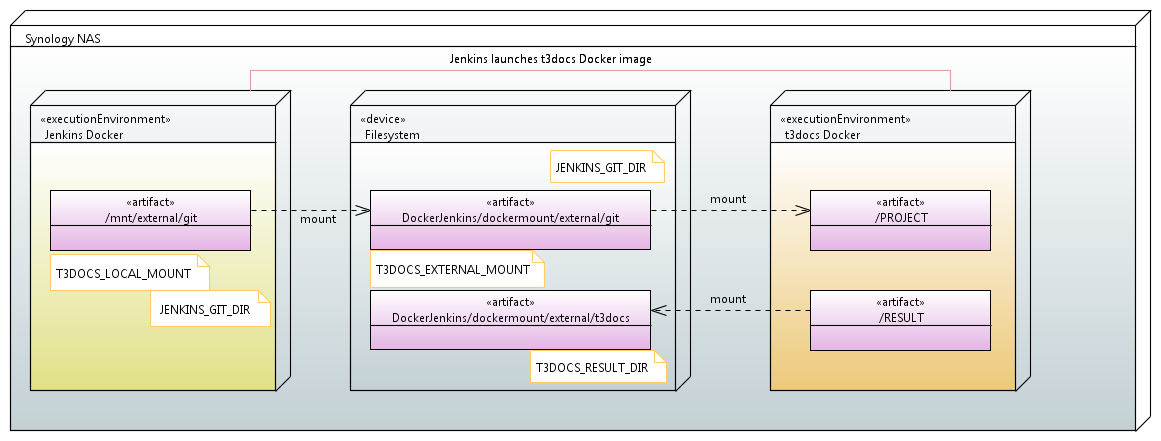 Synology NAS
Jenkins launches t3docs Docker image
«executionEnvironment»
Jenkins Docker
«artifact»
/mnt/external/git
T3DOCS_LOCAL_MOUNT
JENKINS_GIT_DIR
mount
«device»
Filesystem
JENKINS_GIT_DIR
«artifact»
DockerJenkins/dockermount/external/git
T3DOCS_EXTERNAL_MOUNT
«artifact»
DockerJenkins/dockermount/external/t3docs
T3DOCS_RESULT_DIR
mount
mount
«executionEnvironment»
t3docs Docker
«artifact»
/PROJECT
«artifact»
/RESULT